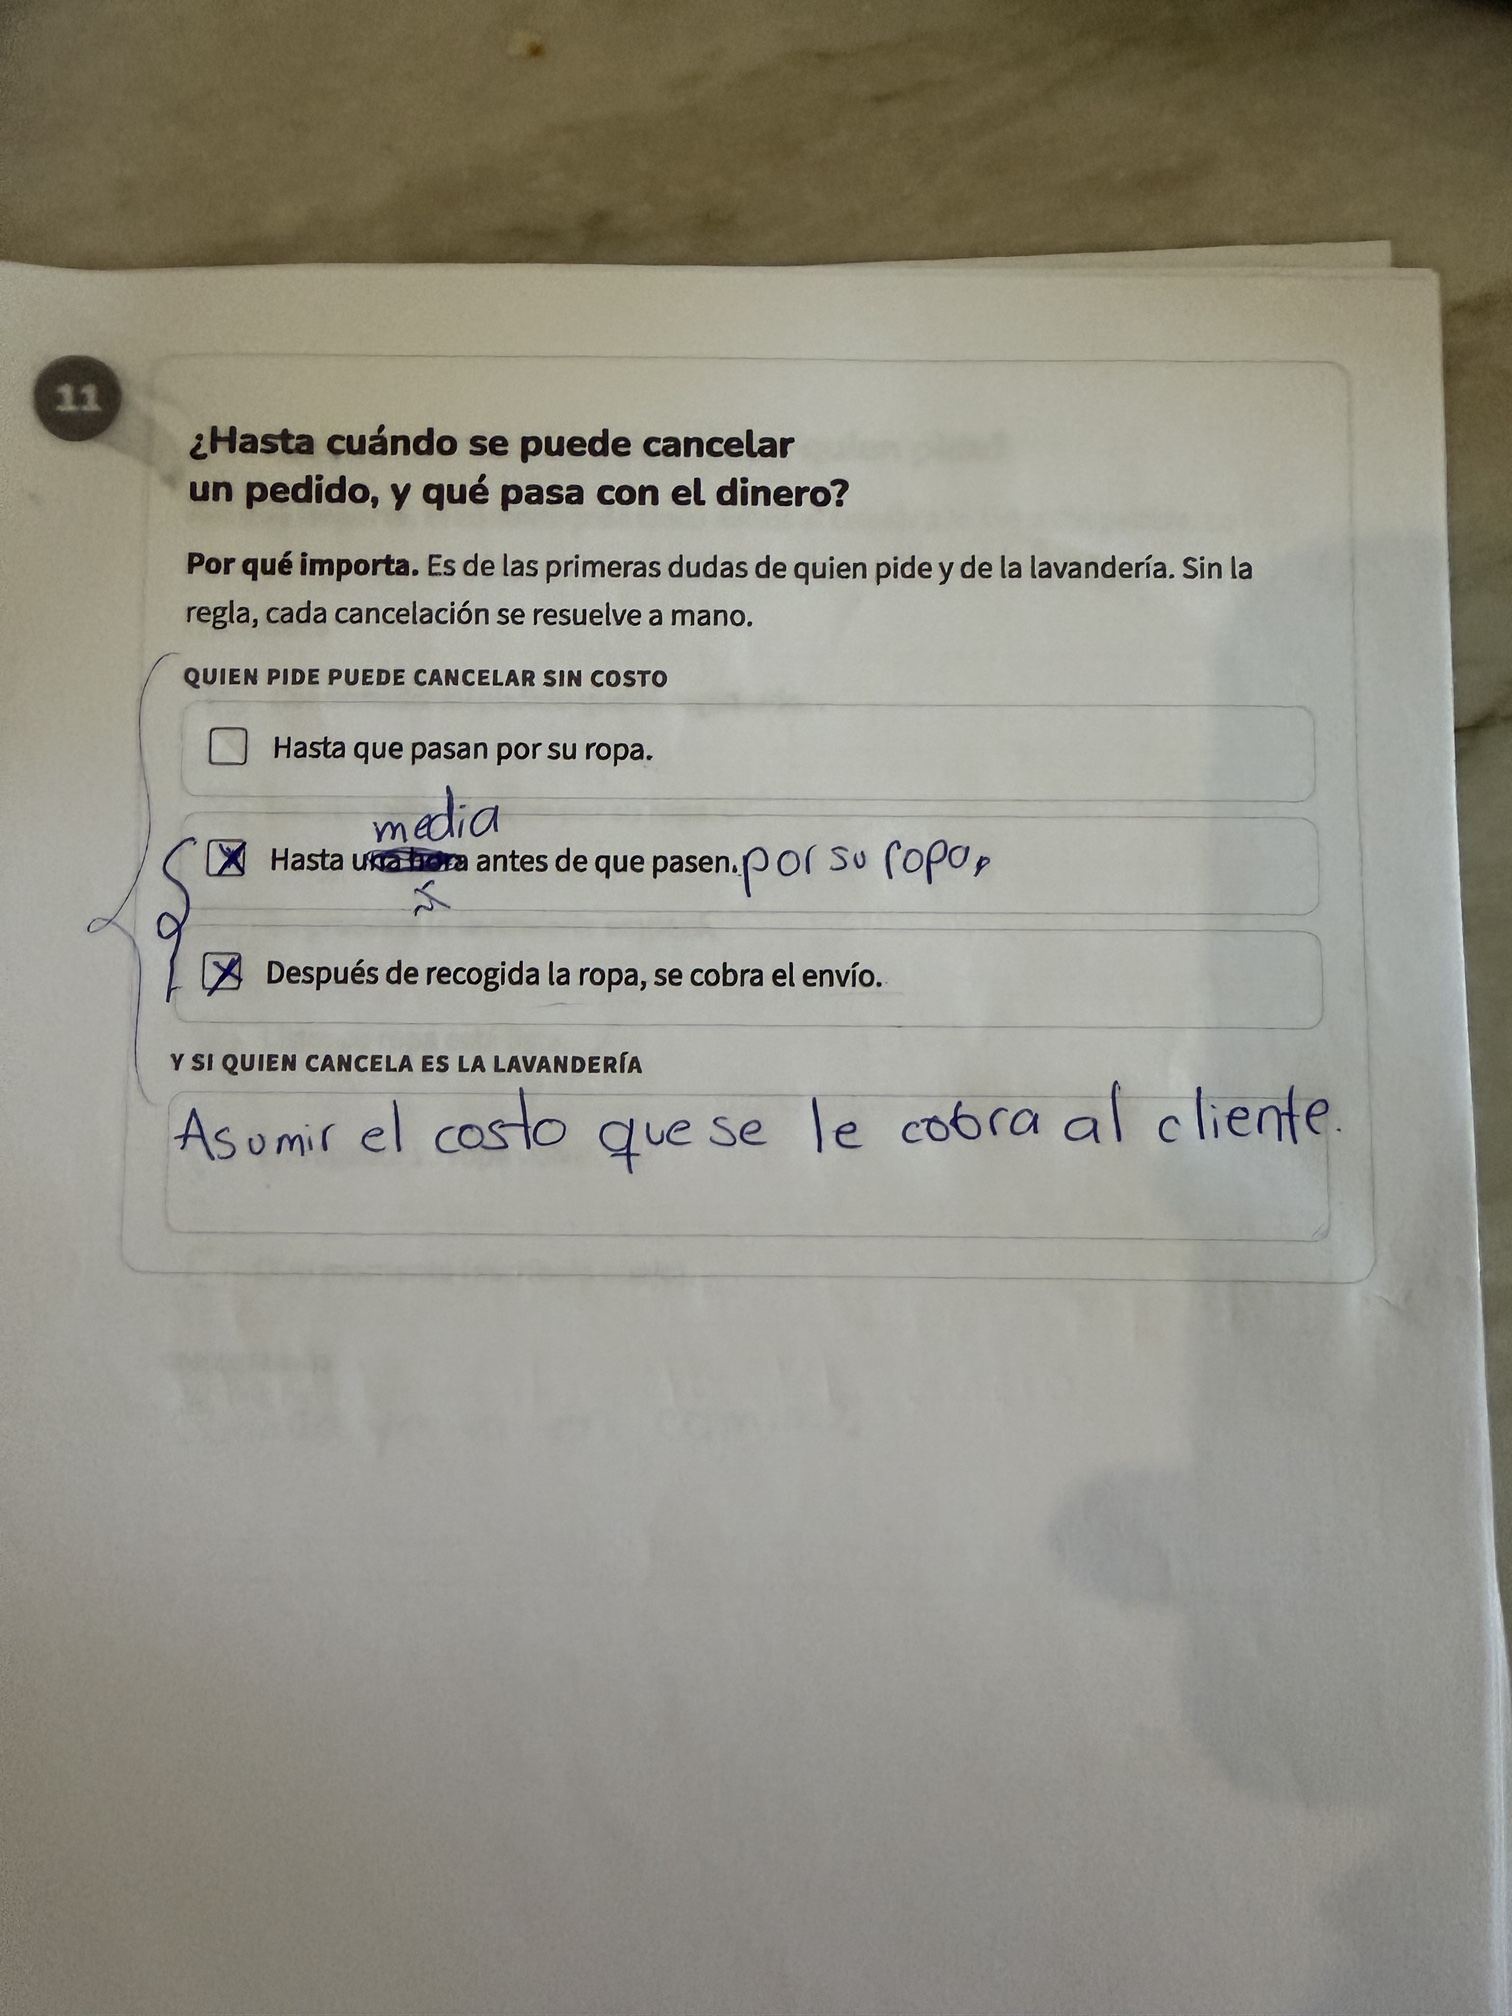 11
¿Hasta cuándo se puede cancelar
un pedido, y qué pasa con el dinero?
Por qué importa. Es de las primeras dudas de quien pide y de la lavandería. Sin la
regla, cada cancelación se resuelve a mano.
QUIEN PIDE PUEDE CANCELAR SIN COSTO
Hasta que pasan por su ropa.
media
Hasta una hora antes de que pasen. por su ropa.
Después de recogida la ropa, se cobra el envío.
Y SI QUIEN CANCELA ES LA LAVANDERÍA
Asumir el costo que se le cobra al cliente.